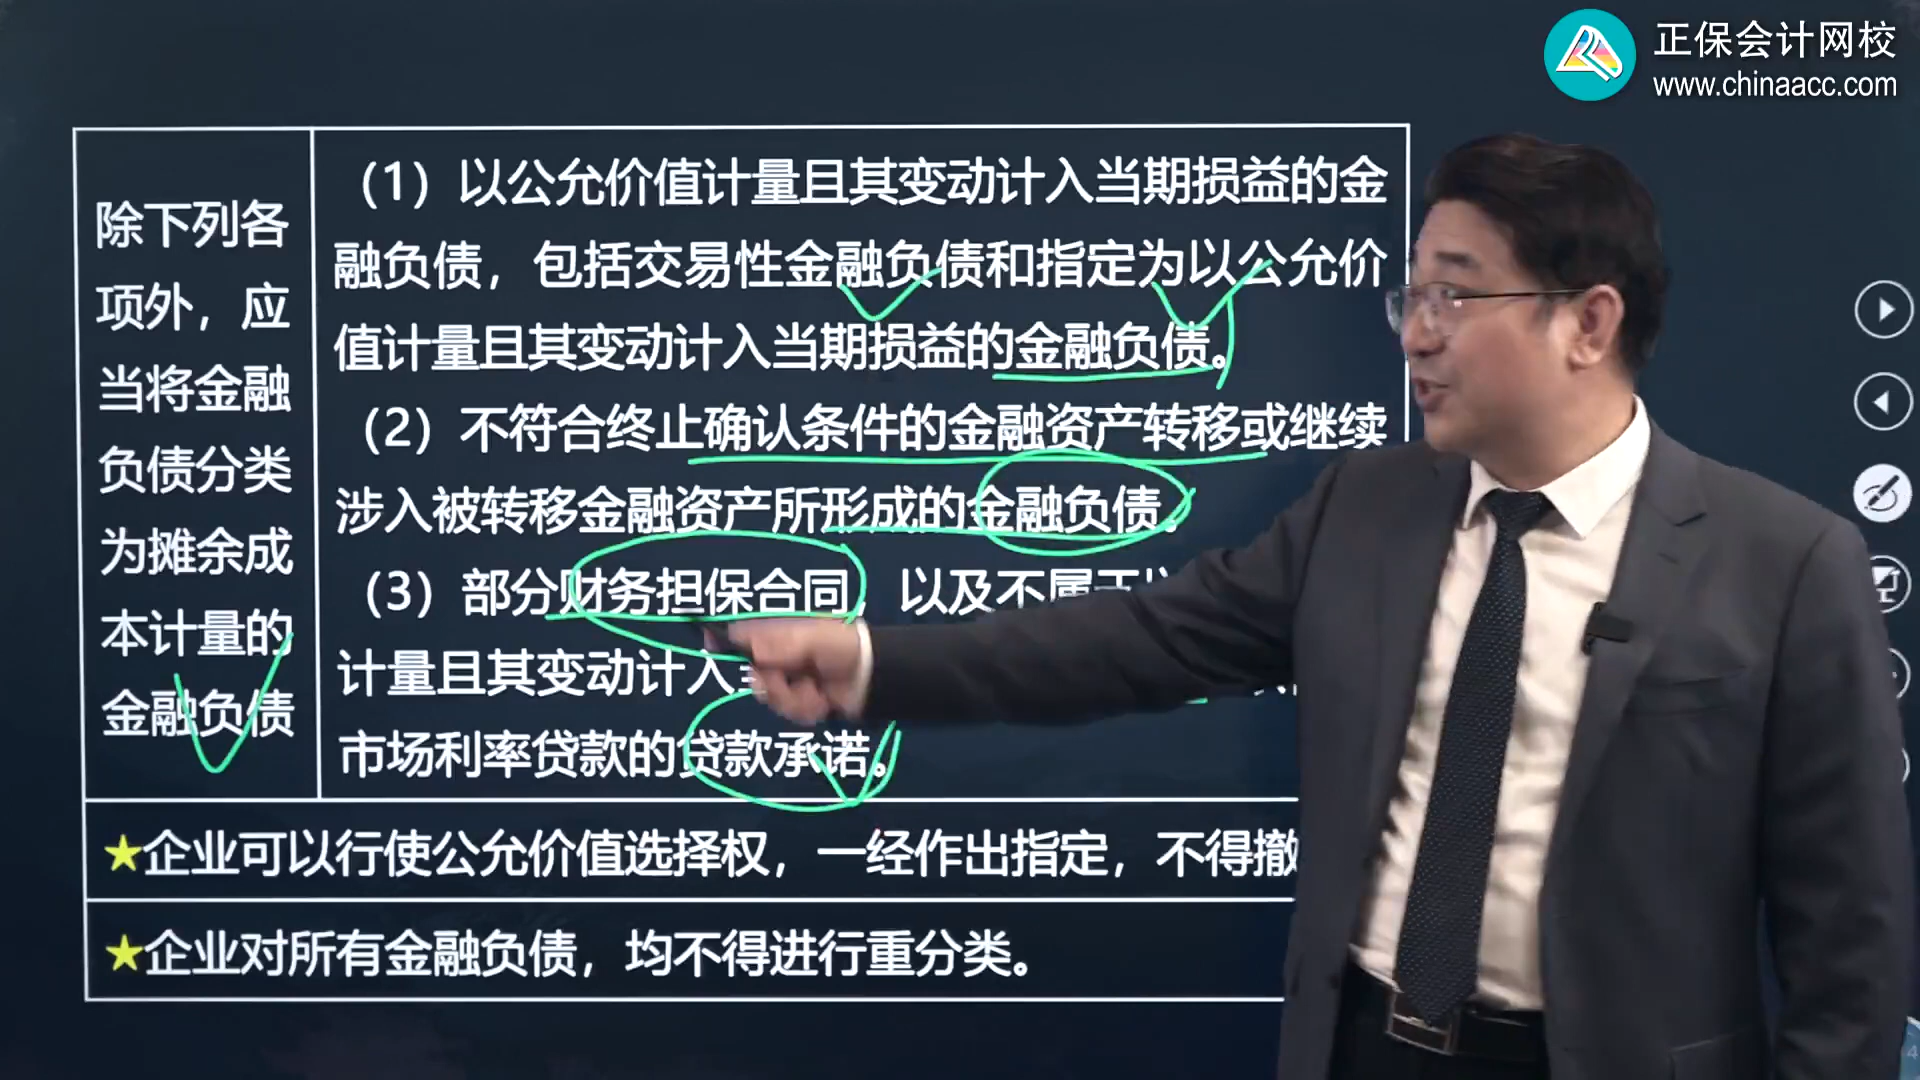 正保会计网校
www.chinaacc.com
除下列各
项外，应
当将金融
负债分类
为摊余成
本计量的
金融负债
（1）以公允价值计量且其变动计入当期损益的金
融负债，包括交易性金融负债和指定为以公允价
值计量且其变动计入当期损益的金融负债。
（2）不符合终止确认条件的金融资产转移或继续
涉入被转移金融资产所形成的金融负债。
（3）部分财务担保合同，以及不属于
计量且其变动计入
市场利率贷款的贷款承诺。
★企业可以行使公允价值选择权，一经作出指定，不得撤
★企业对所有金融负债，均不得进行重分类。